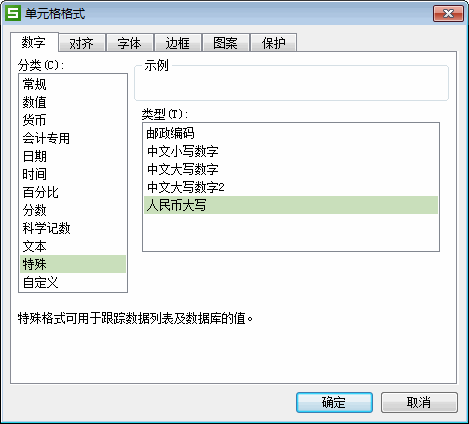 单元格格式
数字 对齐 字体 边框 图案 保护
分类(C):
常规
数值
货币
会计专用
日期
时间
百分比
分数
科学记数
文本
特殊
自定义
示例
类型(T):
邮政编码
中文小写数字
中文大写数字
中文大写数字2
人民币大写
特殊格式可用于跟踪数据列表及数据库的值。
确定 取消